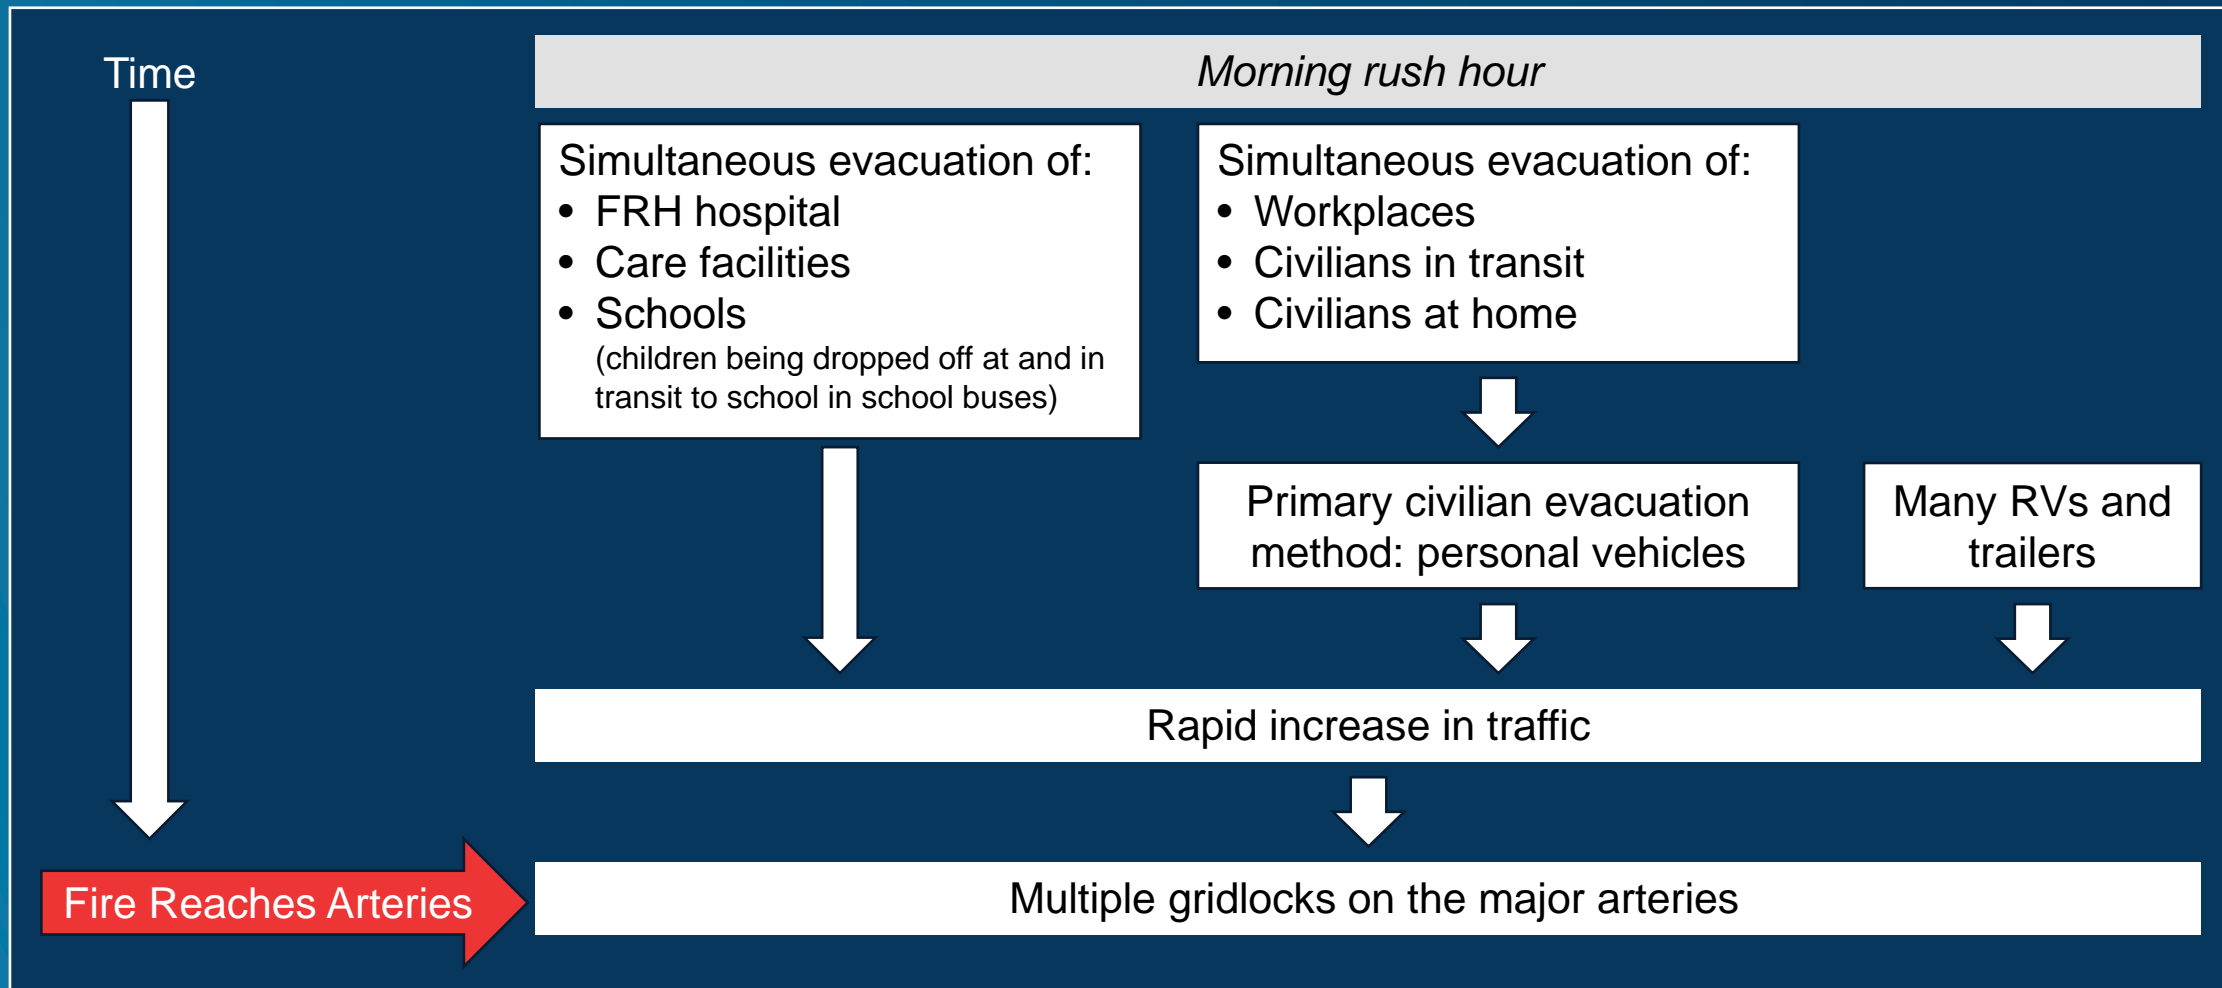 Time
Morning rush hour
Simultaneous evacuation of:
• FRH hospital
• Care facilities
• Schools
(children being dropped off at and in
transit to school in school buses)
Simultaneous evacuation of:
• Workplaces
• Civilians in transit
• Civilians at home
Primary civilian evacuation
method: personal vehicles
Many RVs and
trailers
Rapid increase in traffic
Fire Reaches Arteries
Multiple gridlocks on the major arteries